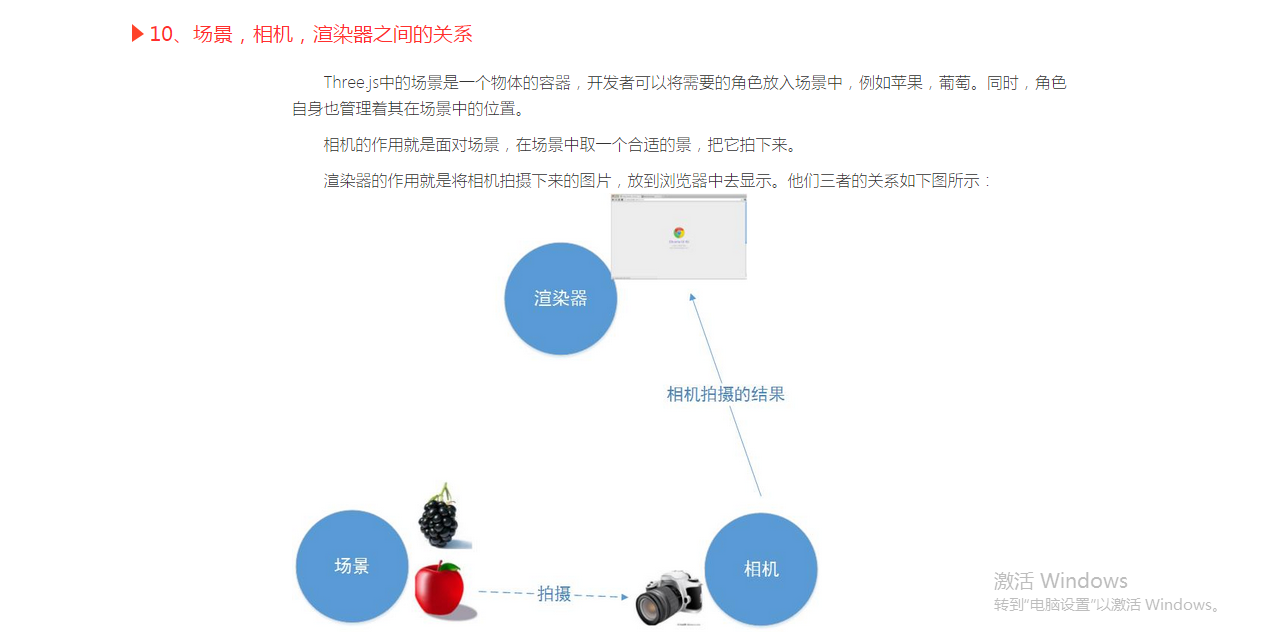 10、场景，相机，渲染器之间的关系
Three.js中的场景是一个物体的容器，开发者可以将需要的角色放入场景中，例如苹果，葡萄。同时，角色
自身也管理着其在场景中的位置。
相机的作用就是面对场景，在场景中取一个合适的景，把它拍下来。
渲染器的作用就是将相机拍摄下来的图片，放到浏览器中去显示。他们三者的关系如下图所示：
渲染器
相机拍摄的结果
场景
拍摄
相机
激活 Windows
转到“电脑设置”以激活 Windows。